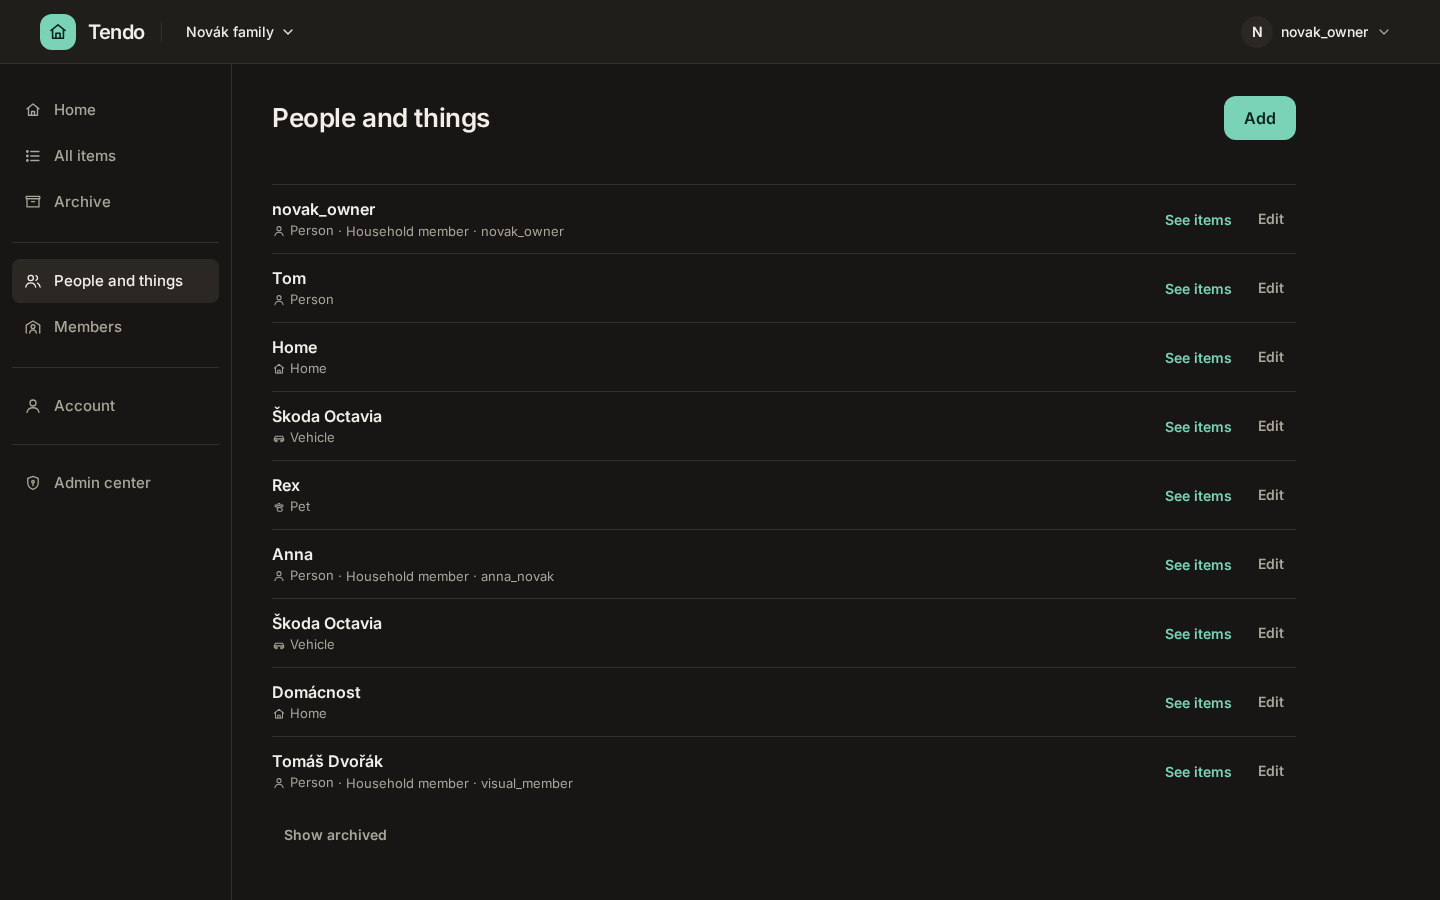 Tendo
Novák family
N
novak_owner
Home
All items
Archive
People and things
Members
Account
Admin center
People and things
Add
novak_owner
Person · Household member · novak_owner
See items
Edit
Tom
Person
See items
Edit
Home
Home
See items
Edit
Škoda Octavia
Vehicle
See items
Edit
Rex
Pet
See items
Edit
Anna
Person · Household member · anna_novak
See items
Edit
Škoda Octavia
Vehicle
See items
Edit
Domácnost
Home
See items
Edit
Tomáš Dvořák
Person · Household member · visual_member
See items
Edit
Show archived